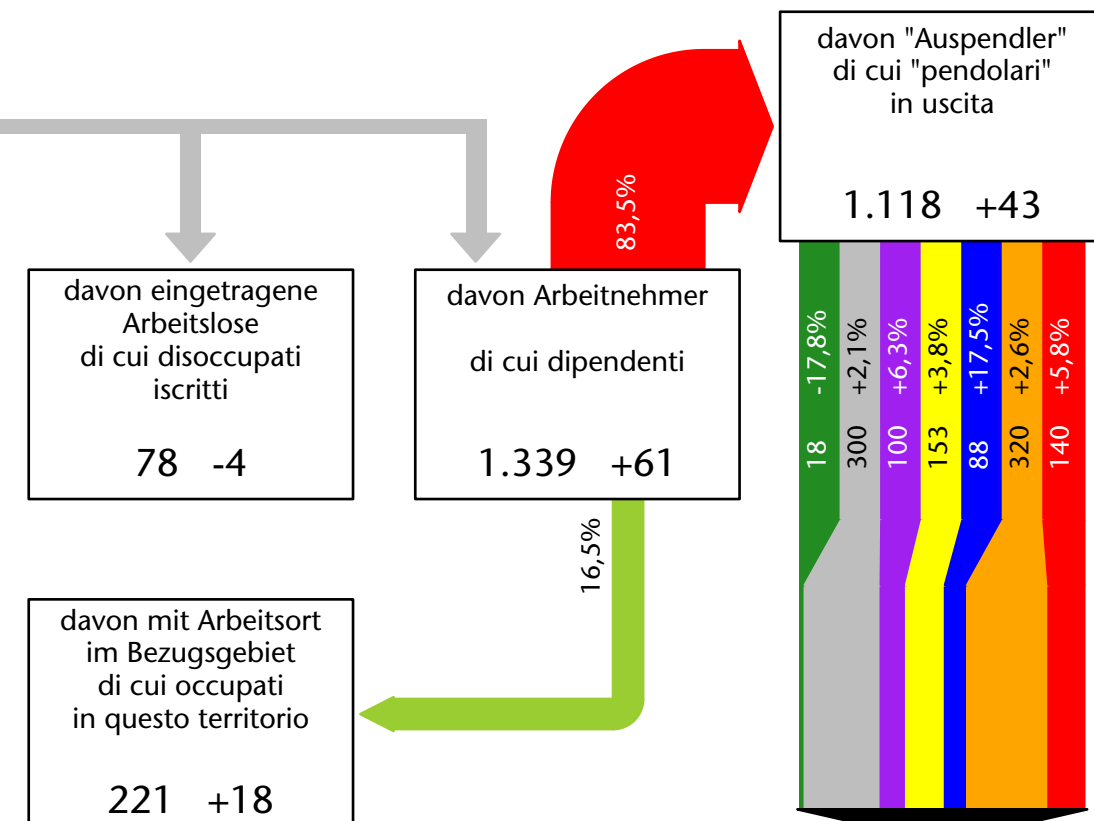 davon "Auspendler"
di cui "pendolari"
in uscita
1.118 +43
83,5%
davon eingetragene
Arbeitslose
di cui disoccupati
iscritti
78 -4
davon Arbeitnehmer
di cui dipendenti
1.339 +61
18 -17,8%
300 +2,1%
100 +6,3%
153 +3,8%
88 +17,5%
320 +2,6%
140 +5,8%
16,5%
davon mit Arbeitsort
im Bezugsgebiet
di cui occupati
in questo territorio
221 +18